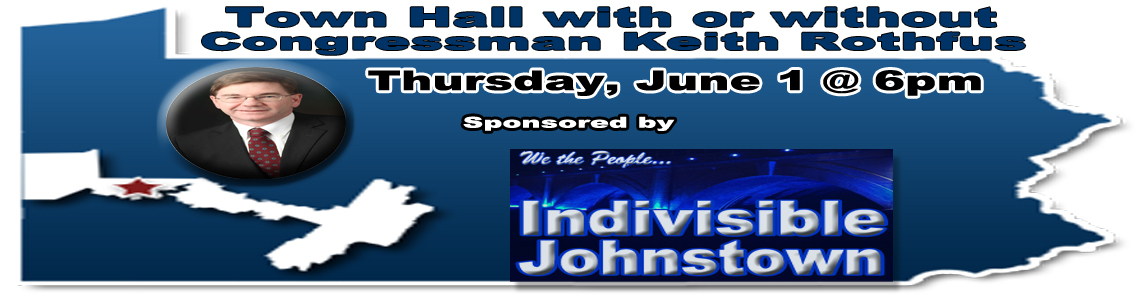 Town Hall with or without
Congressman Keith Rothfus
Thursday, June 1 @ 6pm
Sponsored by
We the People...
Indivisible
Johnstown